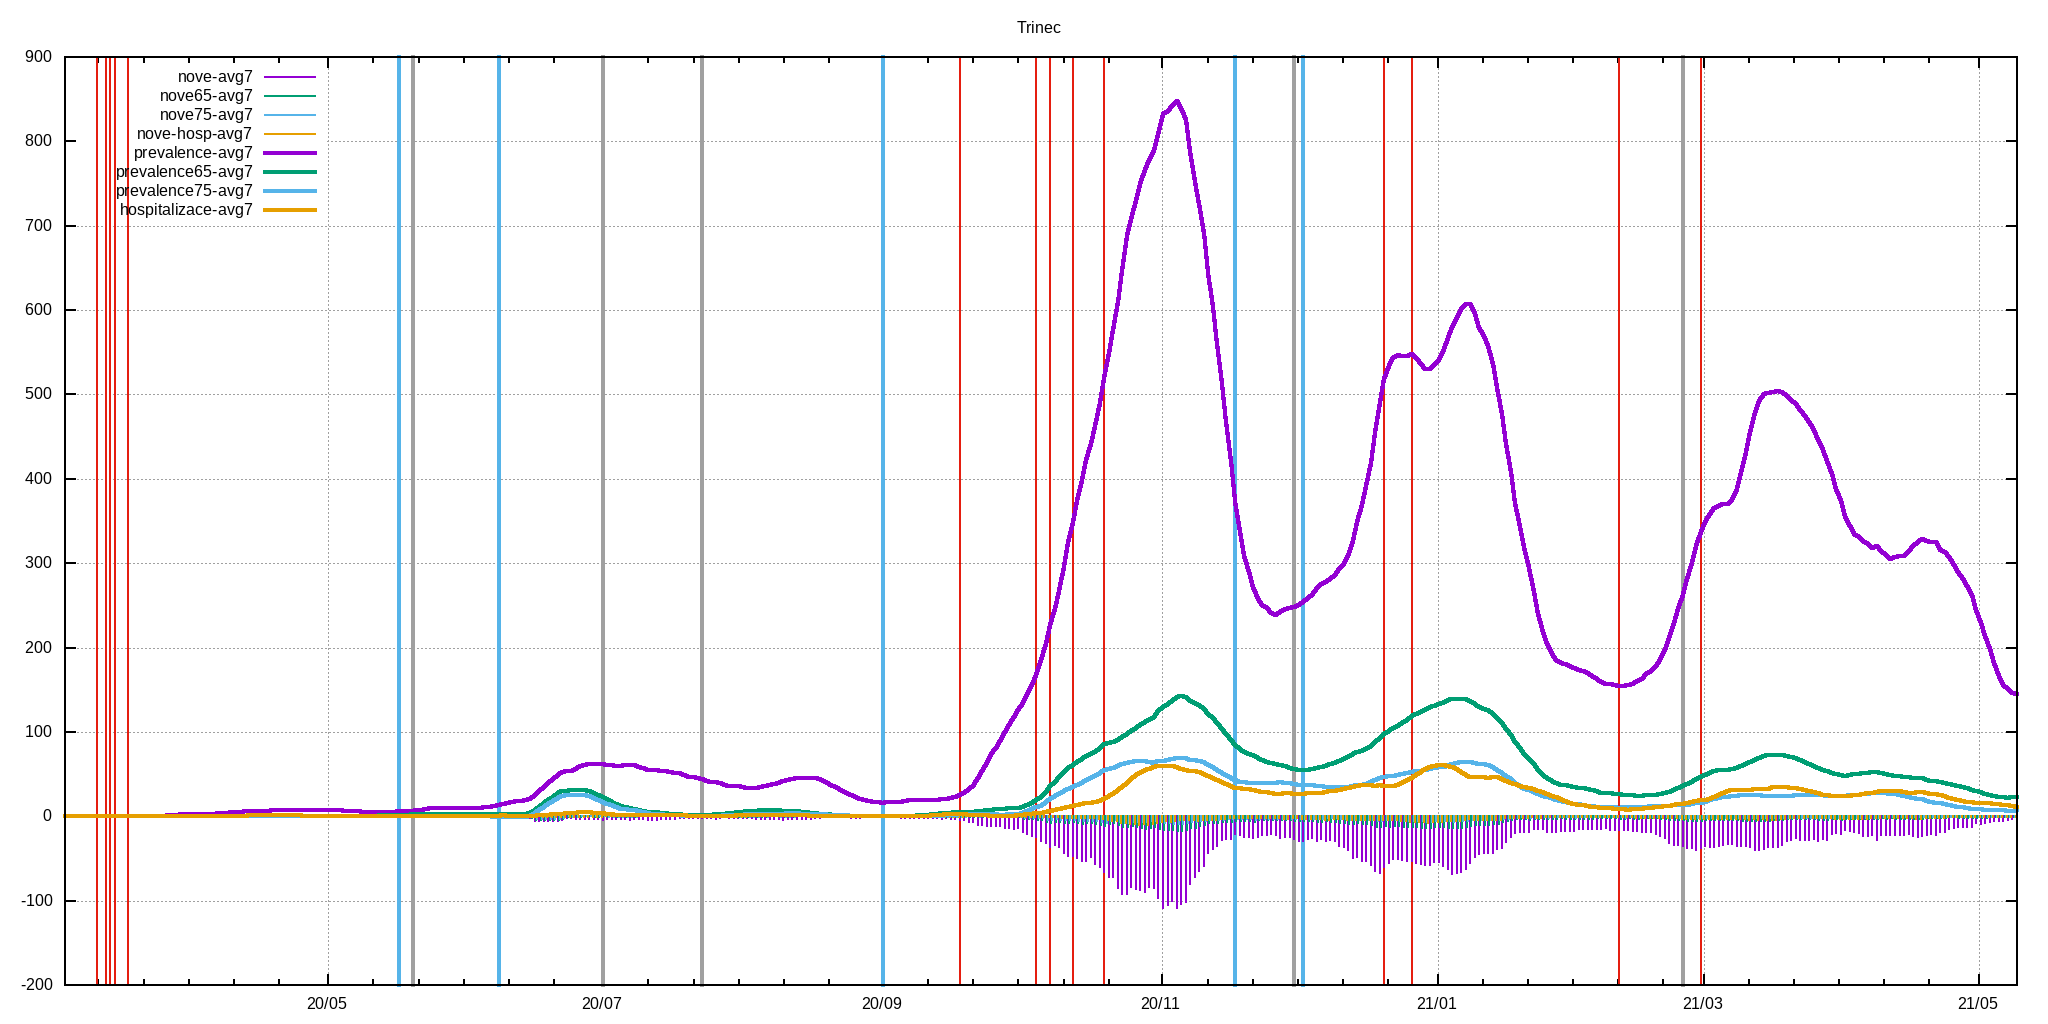 Trinec
900
800
700
600
500
400
300
200
100
0
-100
-200
nove-avg7
nove65-avg7
nove75-avg7
nove-hosp-avg7
prevalence-avg7
prevalence65-avg7
prevalence75-avg7
hospitalizace-avg7
20/05
20/07
20/09
20/11
21/01
21/03
21/05